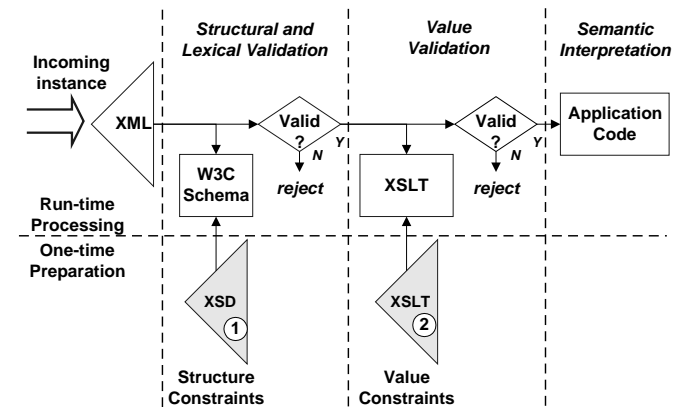 Structural and
Lexical Validation
Value
Validation
Semantic
Interpretation
Incoming
instance
XML
Valid
?
N
Y
reject
W3C
Schema
Valid
?
N
Y
reject
XSLT
Application
Code
Run-time
Processing
One-time
Preparation
XSD
1
XSLT
2
Structure
Constraints
Value
Constraints